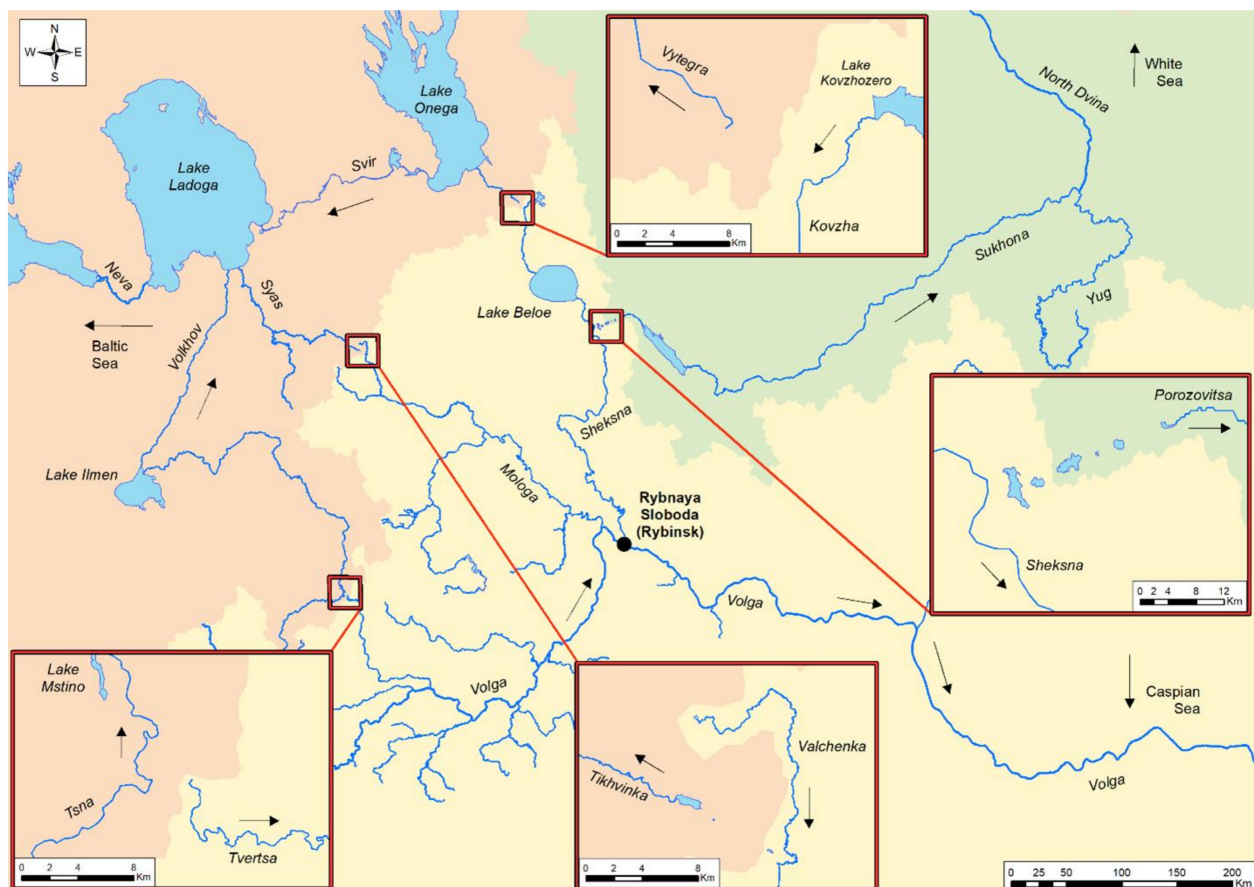 N
W E
S
Lake
Onega
Lake
Ladoga
Svir
Neva
Syas
Volkhov
Baltic
Sea
Lake Ilmen
Lake Beloe
Sheksna
Mologa
Rybnaya
Sloboda
(Rybinsk)
Volga
Volga
Volga
Caspian
Sea
White
Sea
North Dvina
Sukhona
Yug
Vytegra
Lake
Kovzhozero
Kovzha
0 2 4 8
Km
Porozovitsa
Sheksna
0 2 4 8 12
Km
Lake
Mstino
Tsna
Tvertsa
0 2 4 8
Km
Valchenka
Tikhvinka
0 2 4 8
Km
0 25 50 100 150 200
Km